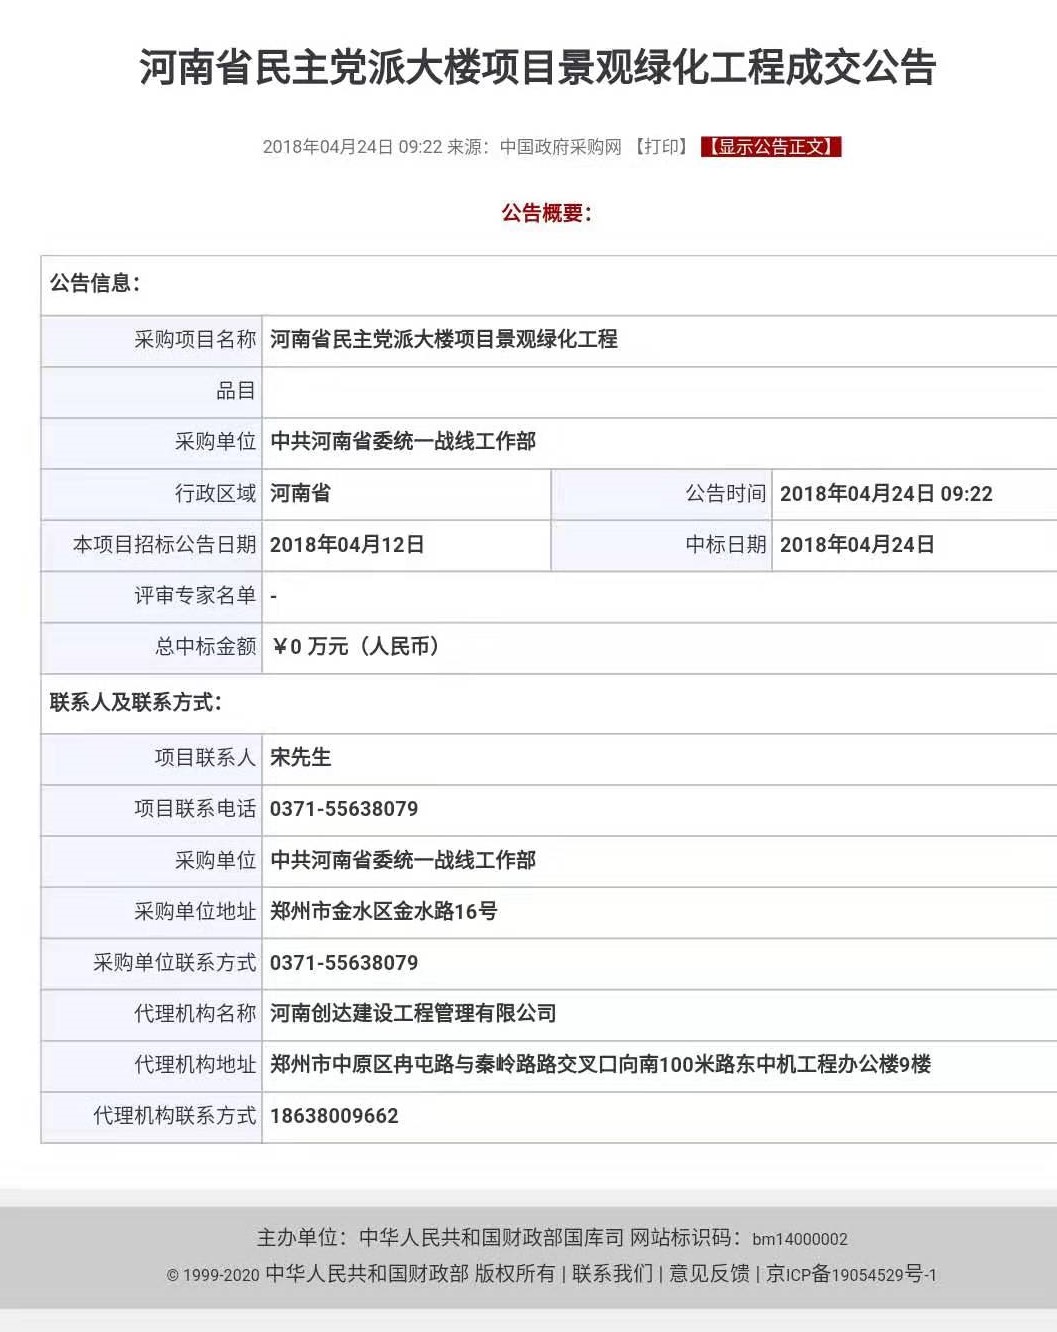 河南省民主党派大楼项目景观绿化工程成交公告
2018年04月24日 09:22 来源：中国政府采购网 【打印】 【显示公告正文】
公告概要：
公告信息：
采购项目名称 河南省民主党派大楼项目景观绿化工程
品目
采购单位 中共河南省委统一战线工作部
行政区域 河南省 公告时间 2018年04月24日 09:22
本项目招标公告日期 2018年04月12日 中标日期 2018年04月24日
评审专家名单 -
总中标金额 ￥0 万元（人民币）
联系人及联系方式：
项目联系人 宋先生
项目联系电话 0371-55638079
采购单位 中共河南省委统一战线工作部
采购单位地址 郑州市金水区金水路16号
采购单位联系方式 0371-55638079
代理机构名称 河南创达建设工程管理有限公司
代理机构地址 郑州市中原区冉屯路与秦岭路路交叉口向南100米路东中机工程办公楼9楼
代理机构联系方式 18638009662
主办单位：中华人民共和国财政部国库司 网站标识码：bm14000002
© 1999-2020 中华人民共和国财政部 版权所有 | 联系我们 | 意见反馈 | 京ICP备19054529号-1